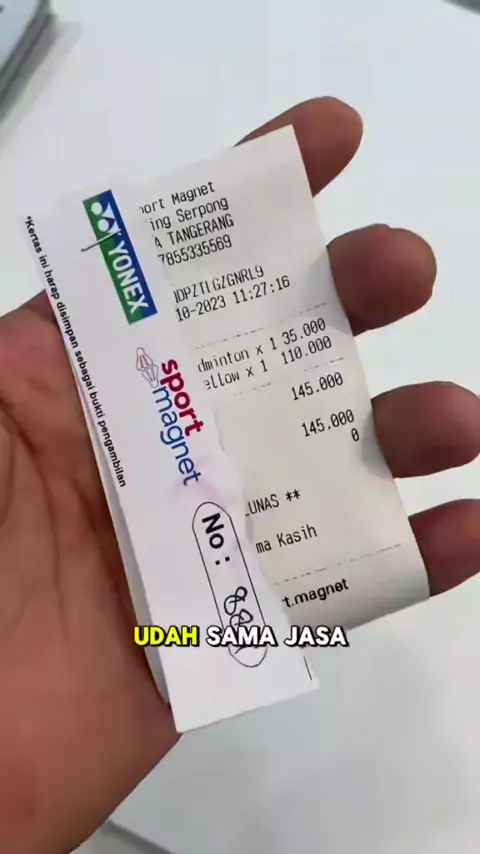 *Kertas ini harap disimpan sebagai bukti pengambilan
YONEX
sport
magnet
No :
ort Magnet
ing Serpong
A TANGERANG
7855335569
10-2023 11:27:16
dminton x 1 35.000
ellow x 1 110.000
145.000
145.000
0
LUNAS **
ma Kasih
t.magnet
UDAH SAMA JASA